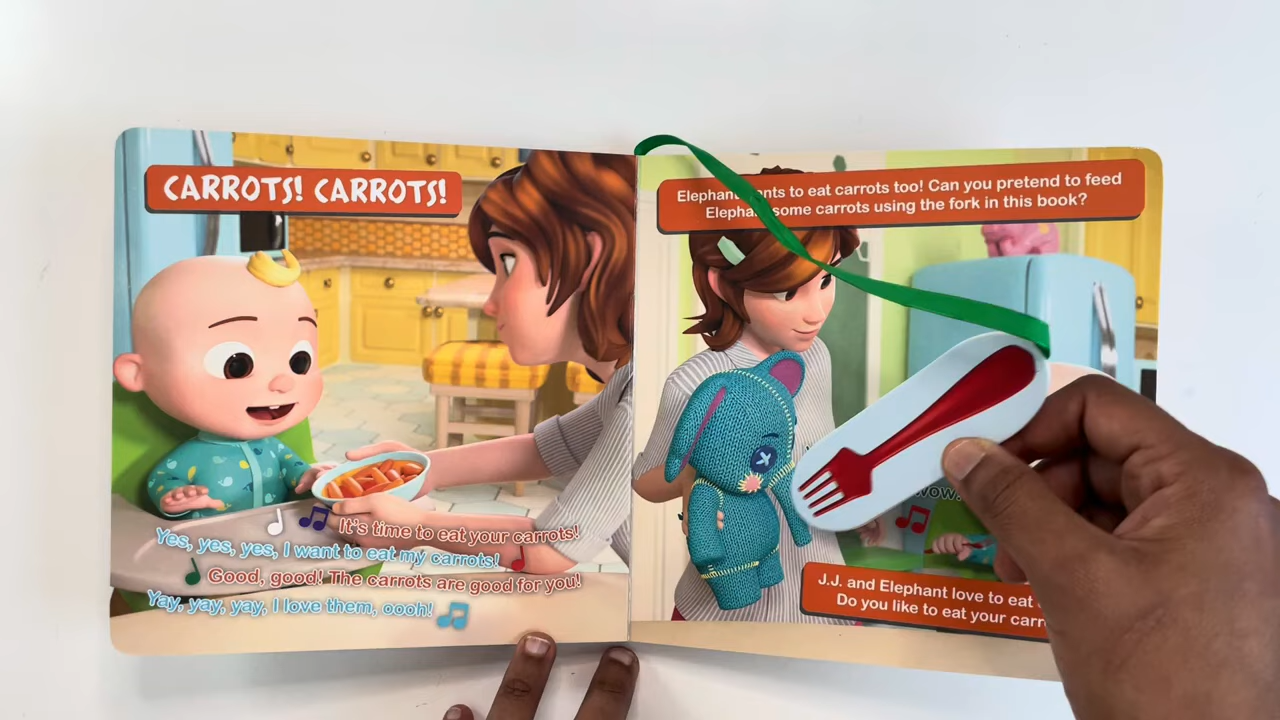 CARROTS! CARROTS!
It's time to eat your carrots!
Yes, yes, yes, I want to eat my carrots!
Good, good! The carrots are good for you!
Yay, yay, yay, I love them, oooh!
Elephant to eat carrots too! Can you pretend to feed
some carrots using the fork in this book?
wow!
J.J. and Elephant love to eat
Do you like to eat your